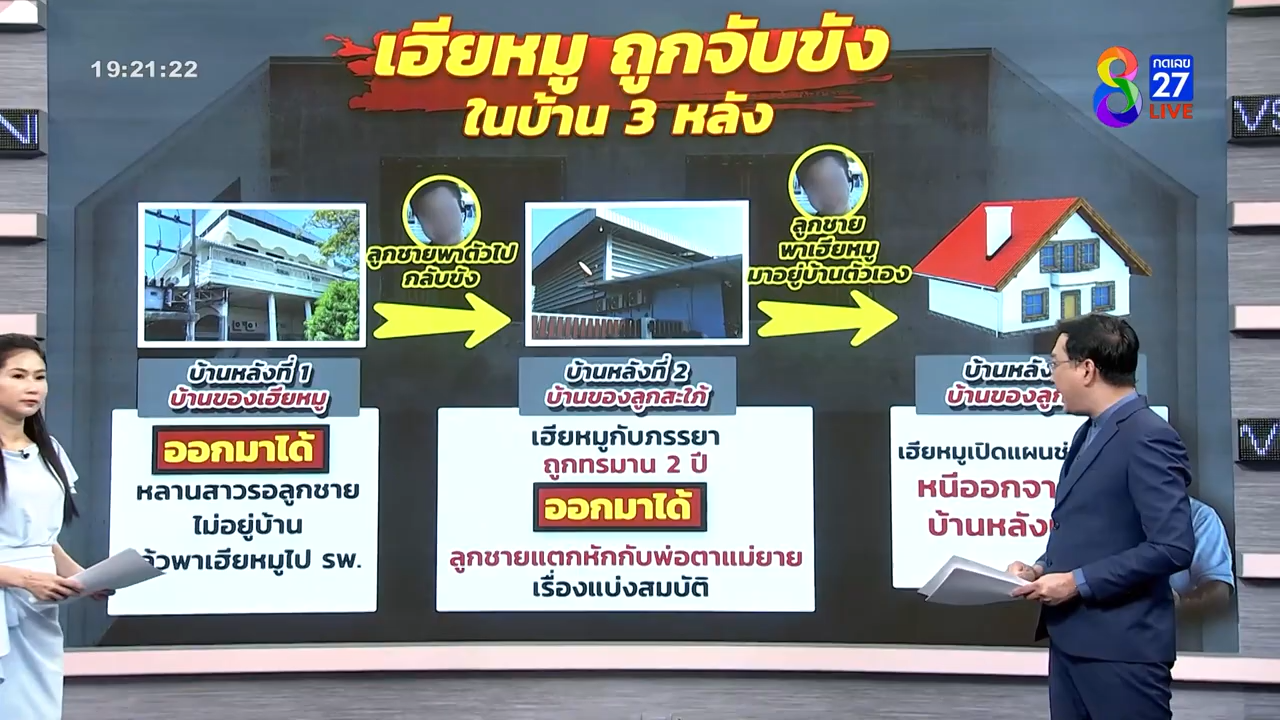 19:21:22
เฮียหมู ถูกจับขัง
ในบ้าน 3 หลัง
8
กดเลข
27
LIVE
ลูกชายพาตัวไป
กลับขัง
ลูกชาย
พาเฮียหมู
มาอยู่บ้านตัวเอง
บ้านหลังที่ 1
บ้านของเฮียหมู
ออกมาได้
หลานสาวรอลูกชาย
ไม่อยู่บ้าน
พาเฮียหมูไป รพ.
บ้านหลังที่ 2
บ้านของลูกสะใภ้
เฮียหมูกับภรรยา
ถูกทรมาน 2 ปี
ออกมาได้
ลูกชายแตกหักกับพ่อตาแม่ยาย
เรื่องแบ่งสมบัติ
บ้านหลัง
บ้านของลูก
เฮียหมูเปิดแผน
หนีออกจา
บ้านหลัง